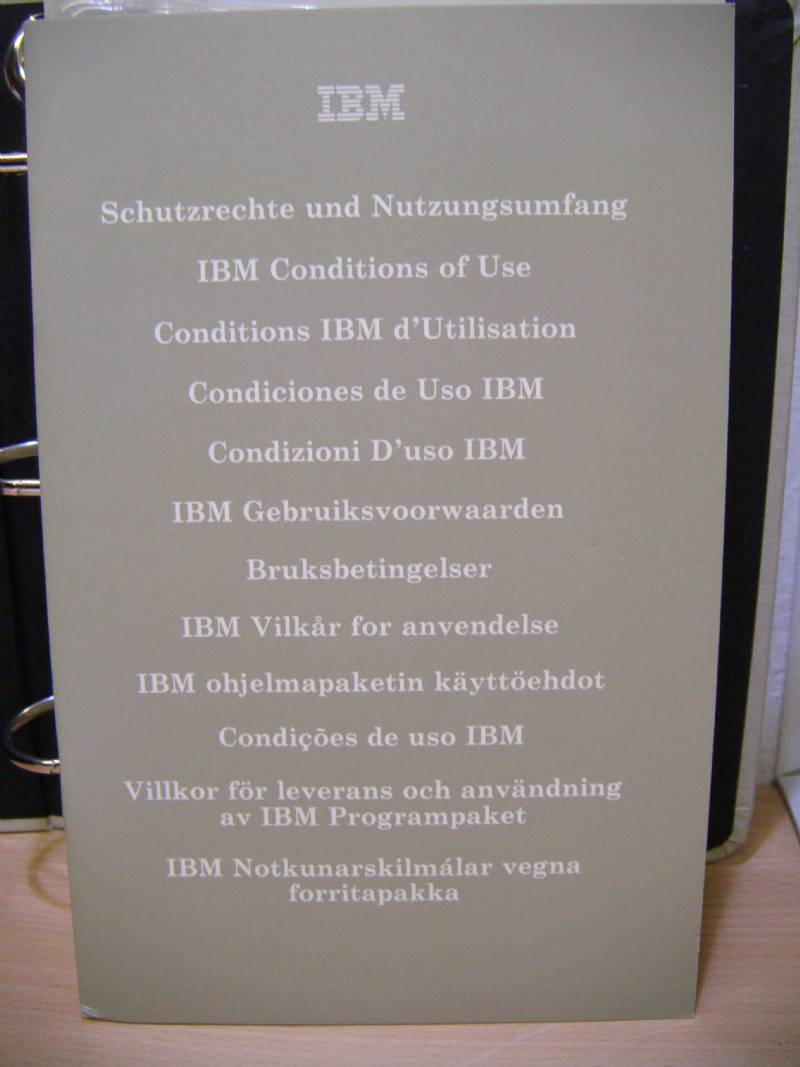 IBM
Schutzrechte und Nutzungsumfang
IBM Conditions of Use
Conditions IBM d'Utilisation
Condiciones de Uso IBM
Condizioni D'uso IBM
IBM Gebruiksvoorwaarden
Bruksbetingelser
IBM Vilkår for anvendelse
IBM ohjelmapaketin käyttöehdot
Condições de uso IBM
Villkor för leverans och användning
av IBM Programpaket
IBM Notkunarskilmálar vegna
forritapakka